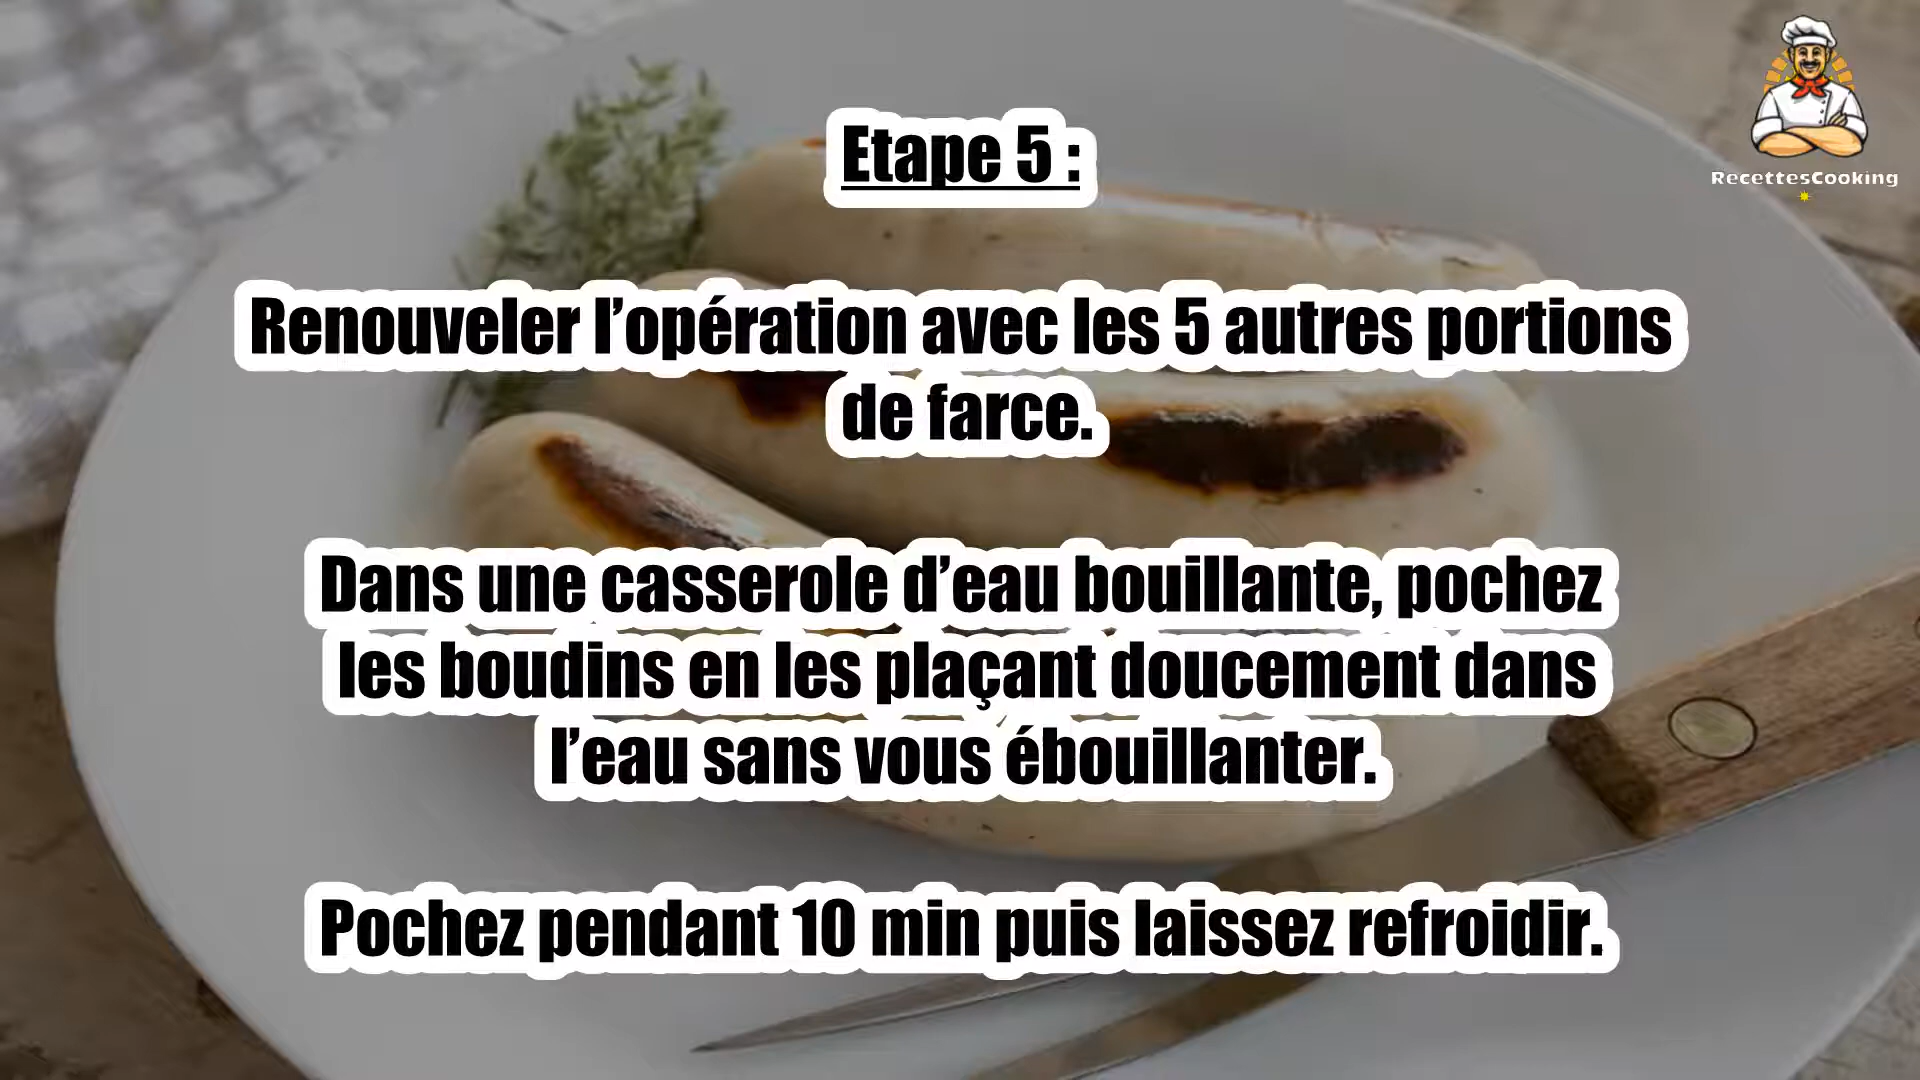 RecettesCooking
Etape 5 :
Renouveler l’opération avec les 5 autres portions
de farce.
Dans une casserole d’eau bouillante, pochez
les boudins en les plaçant doucement dans
l’eau sans vous ébouillanter.
Pochez pendant 10 min puis laissez refroidir.